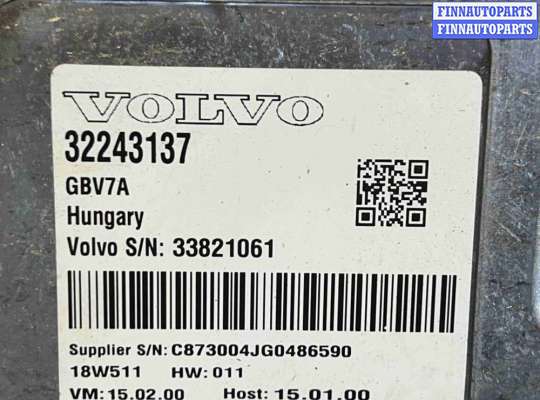 FINNAUTOPARTS
FINNAUTOPARTS
VOLVO
32243137
GBV7A
Hungary
Volvo S/N: 33821061
Supplier S/N: C873004JG0486590
18W511 HW: 011
VM: 15.02.00 Host: 15.01.00